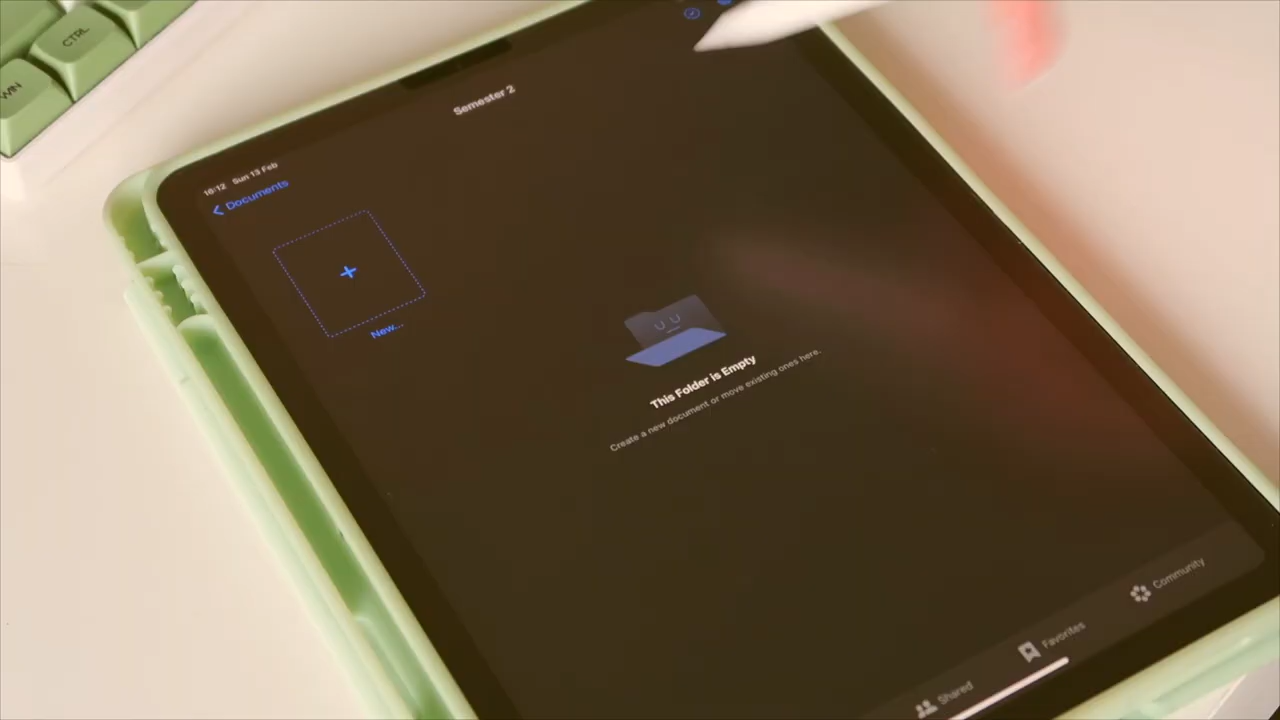 CTRL
WIN
Semester 2
16:12 Sun 13 Feb
Documents
New...
This Folder is Empty
Create a new document or move existing ones here.
Shared
Favorites
Community